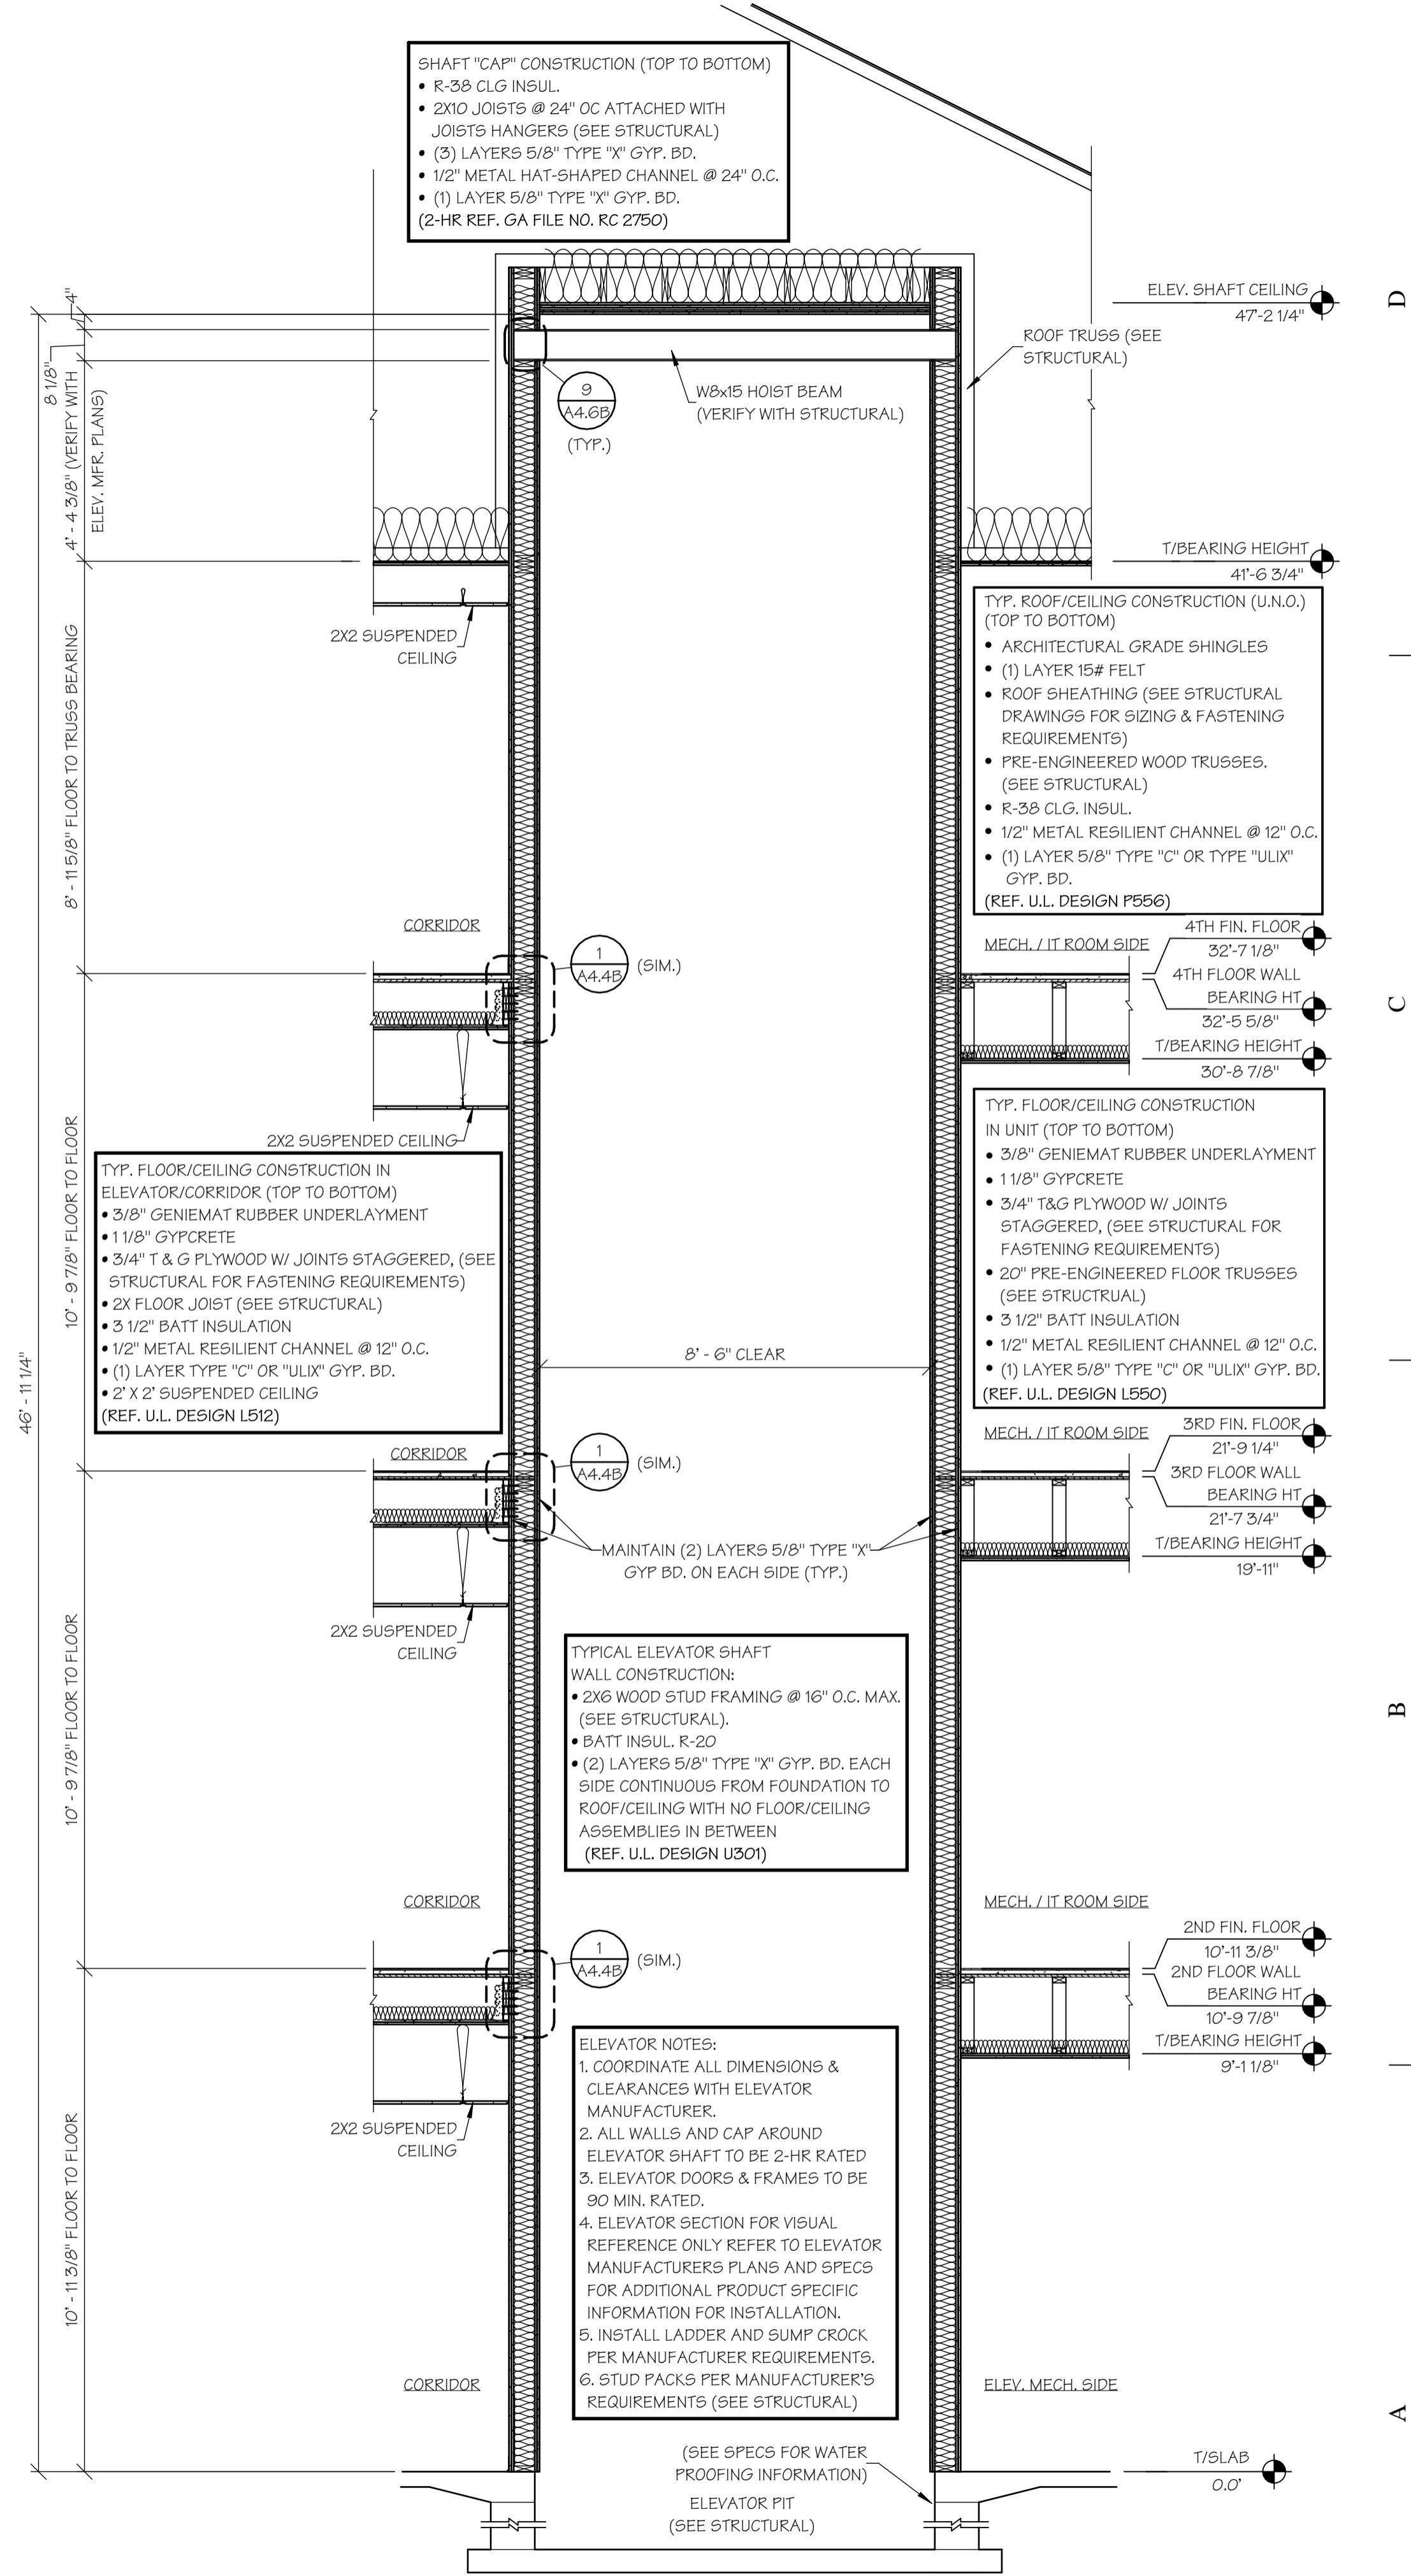 SHAFT "CAP" CONSTRUCTION (TOP TO BOTTOM)
• R-38 CLG INSUL.
• 2X10 JOISTS @ 24" OC ATTACHED WITH
JOISTS HANGERS (SEE STRUCTURAL)
• (3) LAYERS 5/8" TYPE "X" GYP. BD.
• 1/2" METAL HAT-SHAPED CHANNEL @ 24" O.C.
• (1) LAYER 5/8" TYPE "X" GYP. BD.
(2-HR REF. GA FILE NO. RC 2750)
ELEV. SHAFT CEILING
47'-2 1/4"
D
ROOF TRUSS (SEE
STRUCTURAL)
W8x15 HOIST BEAM
(VERIFY WITH STRUCTURAL)
9
A4.6B
(TYP.)
4"
8 1/8"
4' - 4 3/8" (VERIFY WITH
ELEV. MFR. PLANS)
T/BEARING HEIGHT
41'-6 3/4"
2X2 SUSPENDED
CEILING
8' - 11 5/8" FLOOR TO TRUSS BEARING
TYP. ROOF/CEILING CONSTRUCTION (U.N.O.)
(TOP TO BOTTOM)
• ARCHITECTURAL GRADE SHINGLES
• (1) LAYER 15# FELT
• ROOF SHEATHING (SEE STRUCTURAL
DRAWINGS FOR SIZING & FASTENING
REQUIREMENTS)
• PRE-ENGINEERED WOOD TRUSSES.
(SEE STRUCTURAL)
• R-38 CLG. INSUL.
• 1/2" METAL RESILIENT CHANNEL @ 12" O.C.
• (1) LAYER 5/8" TYPE "C" OR TYPE "ULIX"
GYP. BD.
(REF. U.L. DESIGN P556)
CORRIDOR
1
A4.4B
(SIM.)
MECH. / IT ROOM SIDE
4TH FIN. FLOOR
32'-7 1/8"
4TH FLOOR WALL
BEARING HT
32'-5 5/8"
T/BEARING HEIGHT
30'-8 7/8"
C
2X2 SUSPENDED CEILING
10' - 9 7/8" FLOOR TO FLOOR
TYP. FLOOR/CEILING CONSTRUCTION IN
ELEVATOR/CORRIDOR (TOP TO BOTTOM)
• 3/8" GENIEMAT RUBBER UNDERLAYMENT
• 1 1/8" GYPCRETE
• 3/4" T & G PLYWOOD W/ JOINTS STAGGERED, (SEE
STRUCTURAL FOR FASTENING REQUIREMENTS)
• 2X FLOOR JOIST (SEE STRUCTURAL)
• 3 1/2" BATT INSULATION
• 1/2" METAL RESILIENT CHANNEL @ 12" O.C.
• (1) LAYER TYPE "C" OR "ULIX" GYP. BD.
• 2' X 2' SUSPENDED CEILING
(REF. U.L. DESIGN L512)
TYP. FLOOR/CEILING CONSTRUCTION
IN UNIT (TOP TO BOTTOM)
• 3/8" GENIEMAT RUBBER UNDERLAYMENT
• 1 1/8" GYPCRETE
• 3/4" T&G PLYWOOD W/ JOINTS
STAGGERED, (SEE STRUCTURAL FOR
FASTENING REQUIREMENTS)
• 20" PRE-ENGINEERED FLOOR TRUSSES
(SEE STRUCTRUAL)
• 3 1/2" BATT INSULATION
• 1/2" METAL RESILIENT CHANNEL @ 12" O.C.
• (1) LAYER 5/8" TYPE "C" OR "ULIX" GYP. BD.
(REF. U.L. DESIGN L550)
8' - 6" CLEAR
46' - 11 1/4"
CORRIDOR
1
A4.4B
(SIM.)
MECH. / IT ROOM SIDE
3RD FIN. FLOOR
21'-9 1/4"
3RD FLOOR WALL
BEARING HT
21'-7 3/4"
T/BEARING HEIGHT
19'-11"
MAINTAIN (2) LAYERS 5/8" TYPE "X"
GYP BD. ON EACH SIDE (TYP.)
2X2 SUSPENDED
CEILING
10' - 9 7/8" FLOOR TO FLOOR
TYPICAL ELEVATOR SHAFT
WALL CONSTRUCTION:
• 2X6 WOOD STUD FRAMING @ 16" O.C. MAX.
(SEE STRUCTURAL).
• BATT INSUL. R-20
• (2) LAYERS 5/8" TYPE "X" GYP. BD. EACH
SIDE CONTINUOUS FROM FOUNDATION TO
ROOF/CEILING WITH NO FLOOR/CEILING
ASSEMBLIES IN BETWEEN
(REF. U.L. DESIGN U301)
B
CORRIDOR
1
A4.4B
(SIM.)
MECH. / IT ROOM SIDE
2ND FIN. FLOOR
10'-11 3/8"
2ND FLOOR WALL
BEARING HT
10'-9 7/8"
T/BEARING HEIGHT
9'-1 1/8"
2X2 SUSPENDED
CEILING
10' - 11 3/8" FLOOR TO FLOOR
ELEVATOR NOTES:
1. COORDINATE ALL DIMENSIONS &
CLEARANCES WITH ELEVATOR
MANUFACTURER.
2. ALL WALLS AND CAP AROUND
ELEVATOR SHAFT TO BE 2-HR RATED
3. ELEVATOR DOORS & FRAMES TO BE
90 MIN. RATED.
4. ELEVATOR SECTION FOR VISUAL
REFERENCE ONLY REFER TO ELEVATOR
MANUFACTURERS PLANS AND SPECS
FOR ADDITIONAL PRODUCT SPECIFIC
INFORMATION FOR INSTALLATION.
5. INSTALL LADDER AND SUMP CROCK
PER MANUFACTURER REQUIREMENTS.
6. STUD PACKS PER MANUFACTURER'S
REQUIREMENTS (SEE STRUCTURAL)
CORRIDOR
ELEV. MECH. SIDE
A
(SEE SPECS FOR WATER
PROOFING INFORMATION)
ELEVATOR PIT
(SEE STRUCTURAL)
T/SLAB
0.0'